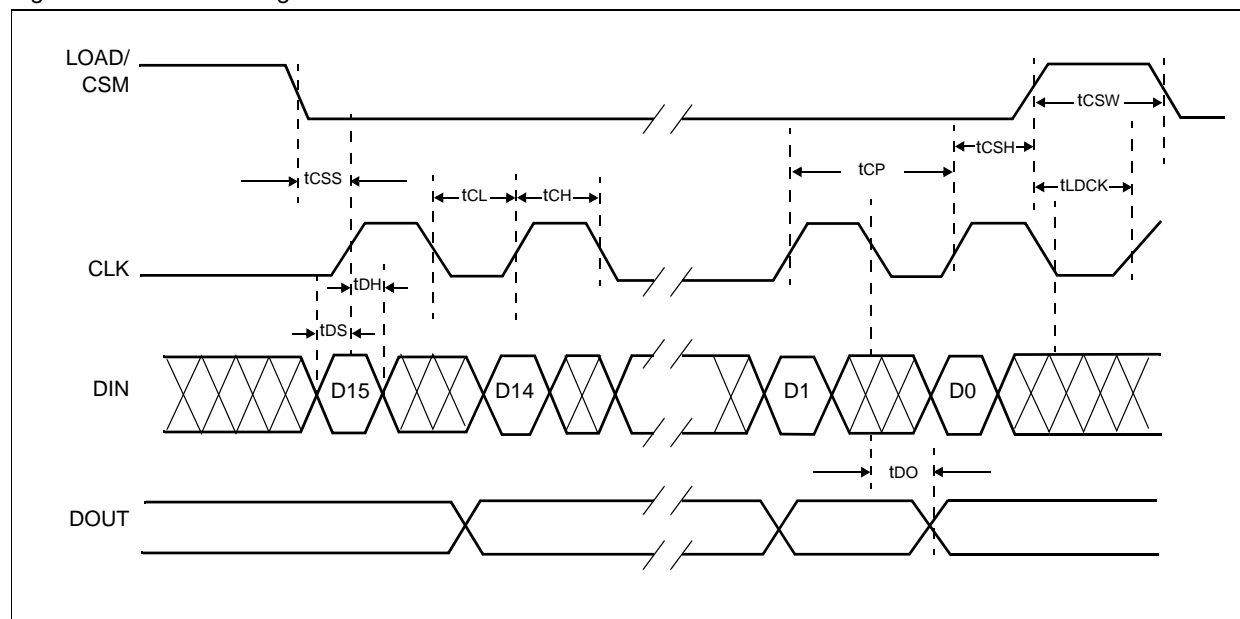 LOAD/
CSM
tCSW
tCSH
tCP
tCSS
tLDCK
tCL
tCH
CLK
tDH
tDS
DIN
D15
D14
D1
D0
tDO
DOUT